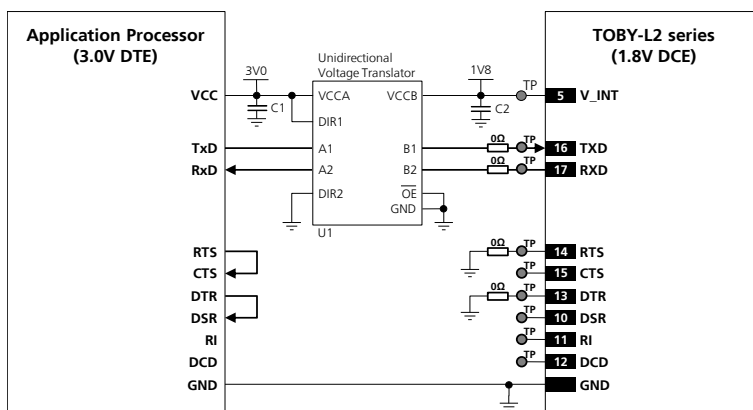 Application Processor
(3.0V DTE)
TOBY-L2 series
(1.8V DCE)
Unidirectional
Voltage Translator
3V0
1V8
TP
VCC
VCCA
VCCB
5
V_INT
C1
C2
DIR1
0Ω
TP
TxD
A1
B1
16
TXD
0Ω
TP
RxD
A2
B2
17
RXD
DIR2
OE
GND
U1
0Ω
TP
RTS
14
RTS
TP
CTS
15
CTS
0Ω
TP
DTR
13
DTR
TP
DSR
10
DSR
TP
RI
11
RI
TP
DCD
12
DCD
GND
GND